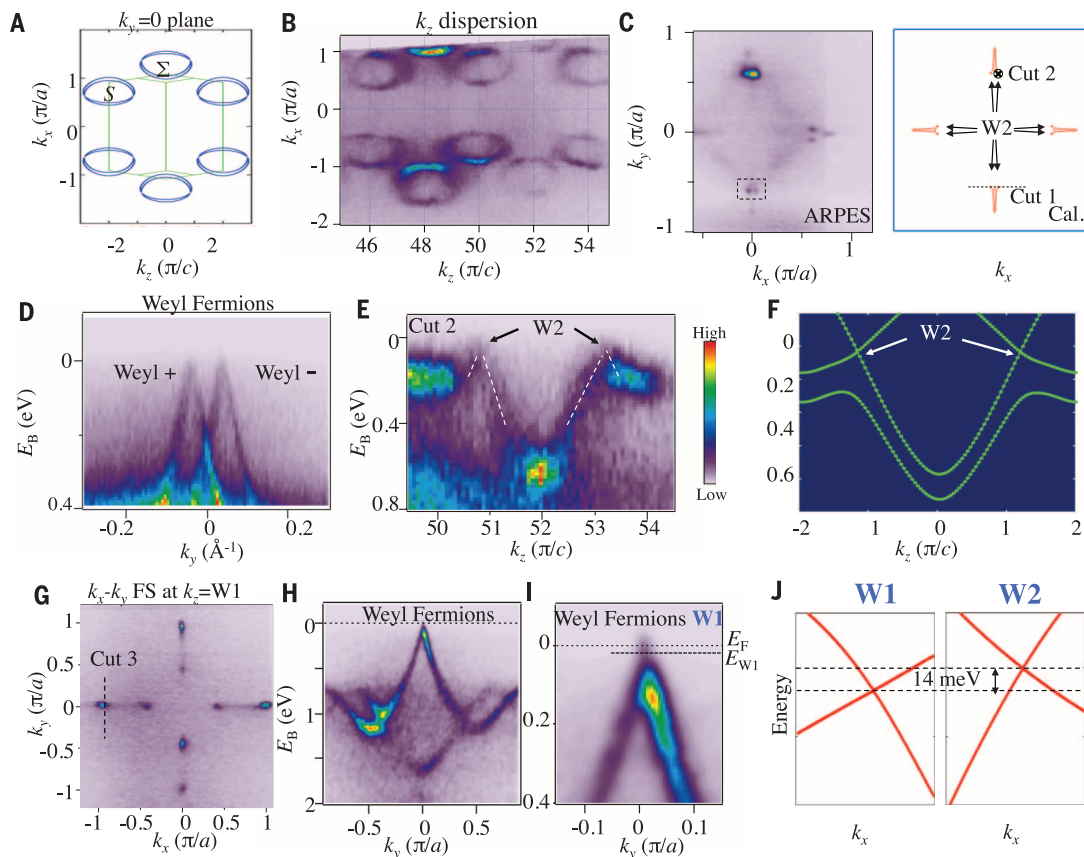 A
k_y=0 plane
Σ
S
k_x (π/a)
1
0
-1
-2
0
2
k_z (π/c)
B
k_z dispersion
k_x (π/a)
1
0
-1
-2
46
48
50
52
54
k_z (π/c)
C
k_y (π/a)
1
0
-1
ARPES
0
1
k_x (π/a)
Cut 2
W2
Cut 1
Cal.
k_x
D
Weyl Fermions
Weyl +
Weyl −
E_B (eV)
0
0.4
-0.2
0
0.2
k_y (Å⁻¹)
E
Cut 2
W2
E_B (eV)
0
0.4
0.8
50
51
52
53
54
k_z (π/c)
High
Low
F
W2
0
0.2
0.4
0.6
-2
1
0
1
2
k_z (π/c)
G
k_x-k_y FS at k_z=W1
Cut 3
k_y (π/a)
1
0.5
0
-0.5
-1
-1
-0.5
0
0.5
1
k_x (π/a)
H
Weyl Fermions
E_B (eV)
0
1
2
-0.5
0
0.5
k_y (π/a)
I
Weyl Fermions W1
E_F
E_W1
0
0.2
0.4
-0.1
0
0.1
k_y (π/a)
J
W1
W2
Energy
14 meV
k_x
k_x